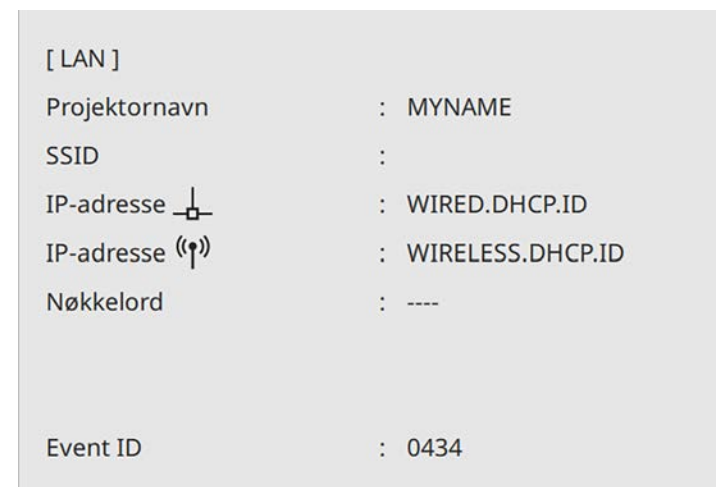 [ LAN ]
Projektornavn : MYNAME
SSID :
IP-adresse : WIRED.DHCP.ID
IP-adresse : WIRELESS.DHCP.ID
Nøkkelord : ----
Event ID : 0434